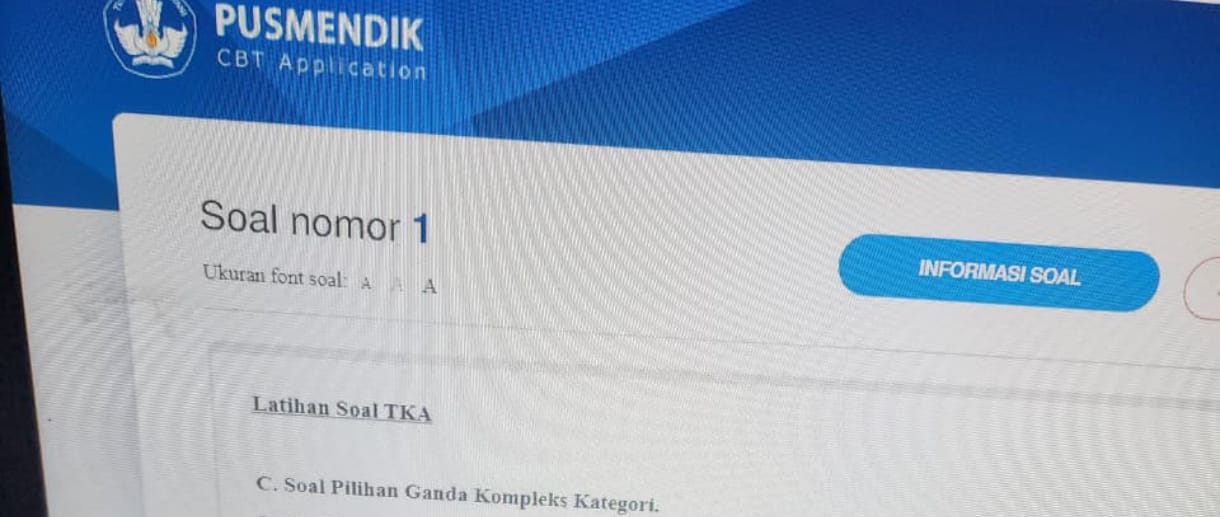 PUSMENDIK
CBT Application
Soal nomor 1
INFORMASI SOAL
Ukuran font soal: A A A
Latihan Soal TKA
C. Soal Pilihan Ganda Kompleks Kategori.